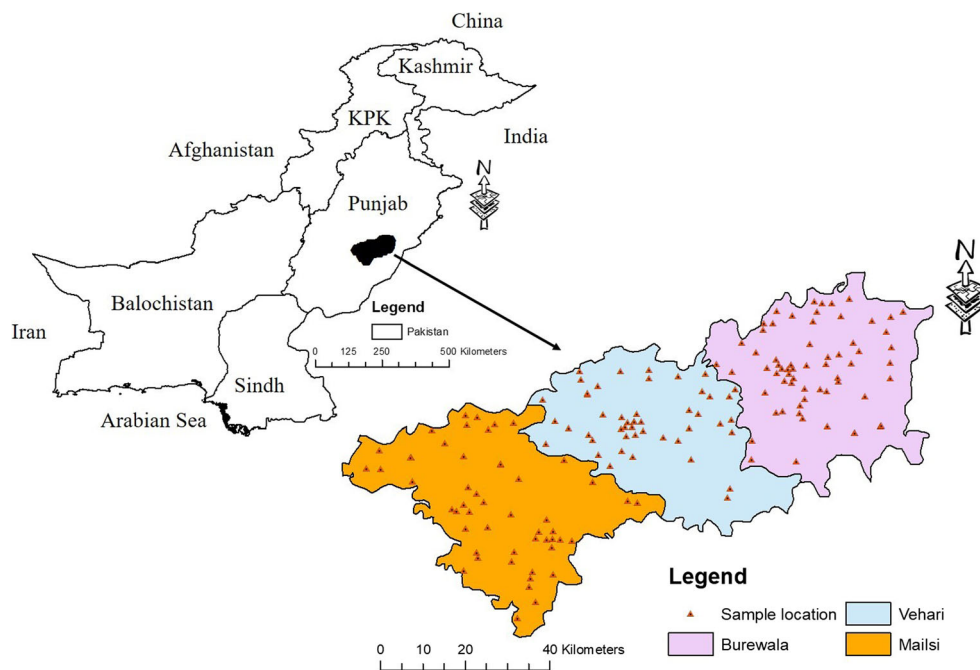 China
Kashmir
KPK
Afghanistan
India
N
Punjab
Balochistan
Iran
Legend
Pakistan
0 125 250 500 Kilometers
Sindh
Arabian Sea
N
Legend
Sample location
Vehari
Burewala
Mailsi
0 10 20 40 Kilometers